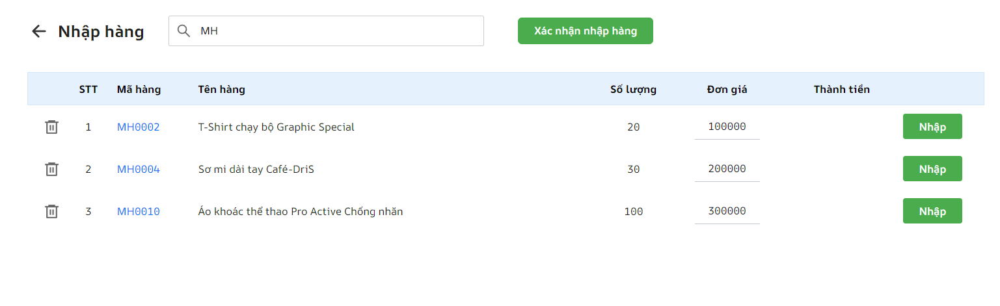 Nhập hàng MH Xác nhận nhập hàng
STT Mã hàng Tên hàng Số lượng Đơn giá Thành tiền
1 MH0002 T-Shirt chạy bộ Graphic Special 20 100000 Nhập
2 MH0004 Sơ mi dài tay Café-DriS 30 200000 Nhập
3 MH0010 Áo khoác thể thao Pro Active Chống nhăn 100 300000 Nhập